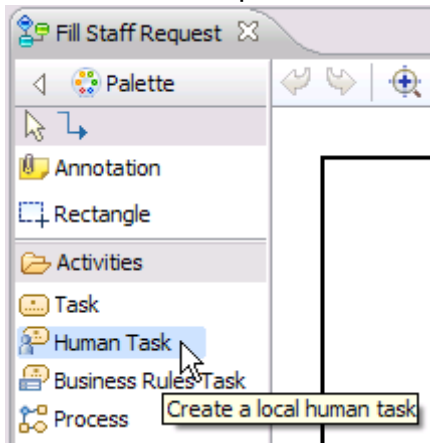 Fill Staff Request
Palette
Annotation
Rectangle
Activities
Task
Human Task
Business Rules Task
Create a local human task
Process